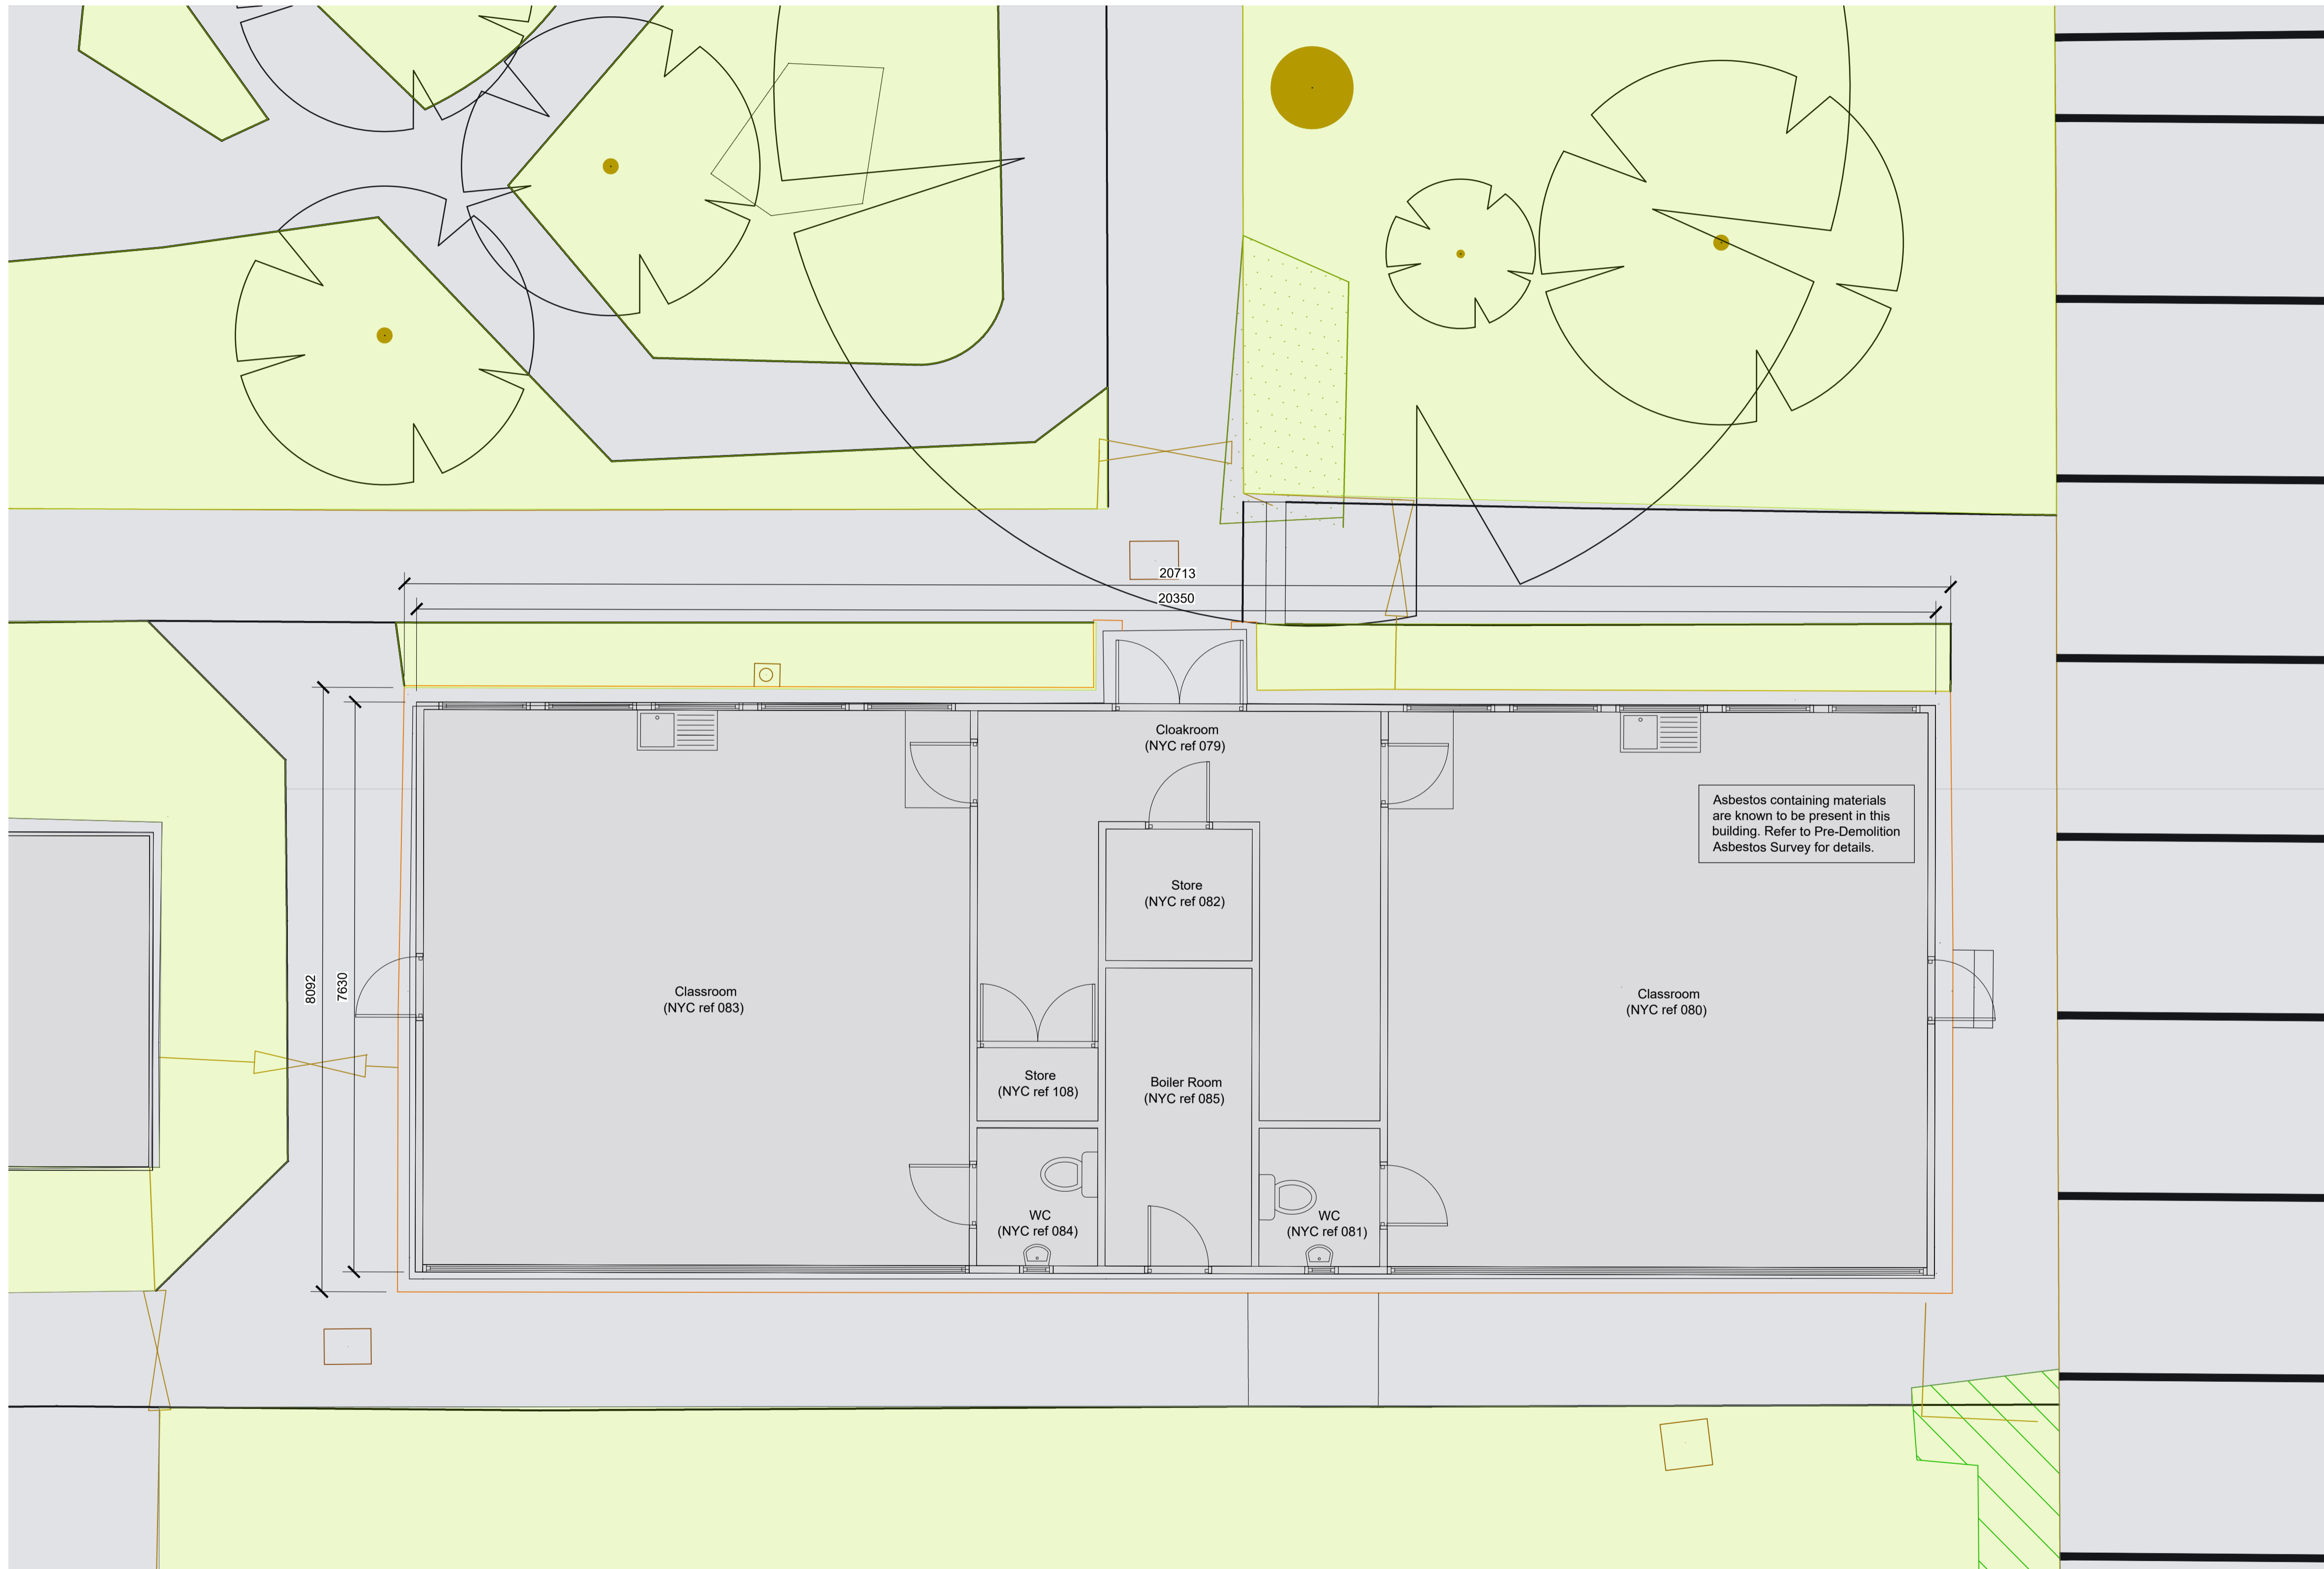 20713
20350
Cloakroom
(NYC ref 079)
Asbestos containing materials
are known to be present in this
building. Refer to Pre-Demolition
Asbestos Survey for details.
Store
(NYC ref 082)
8092
7630
Classroom
(NYC ref 083)
Classroom
(NYC ref 080)
Store
(NYC ref 108)
Boiler Room
(NYC ref 085)
WC
(NYC ref 084)
WC
(NYC ref 081)